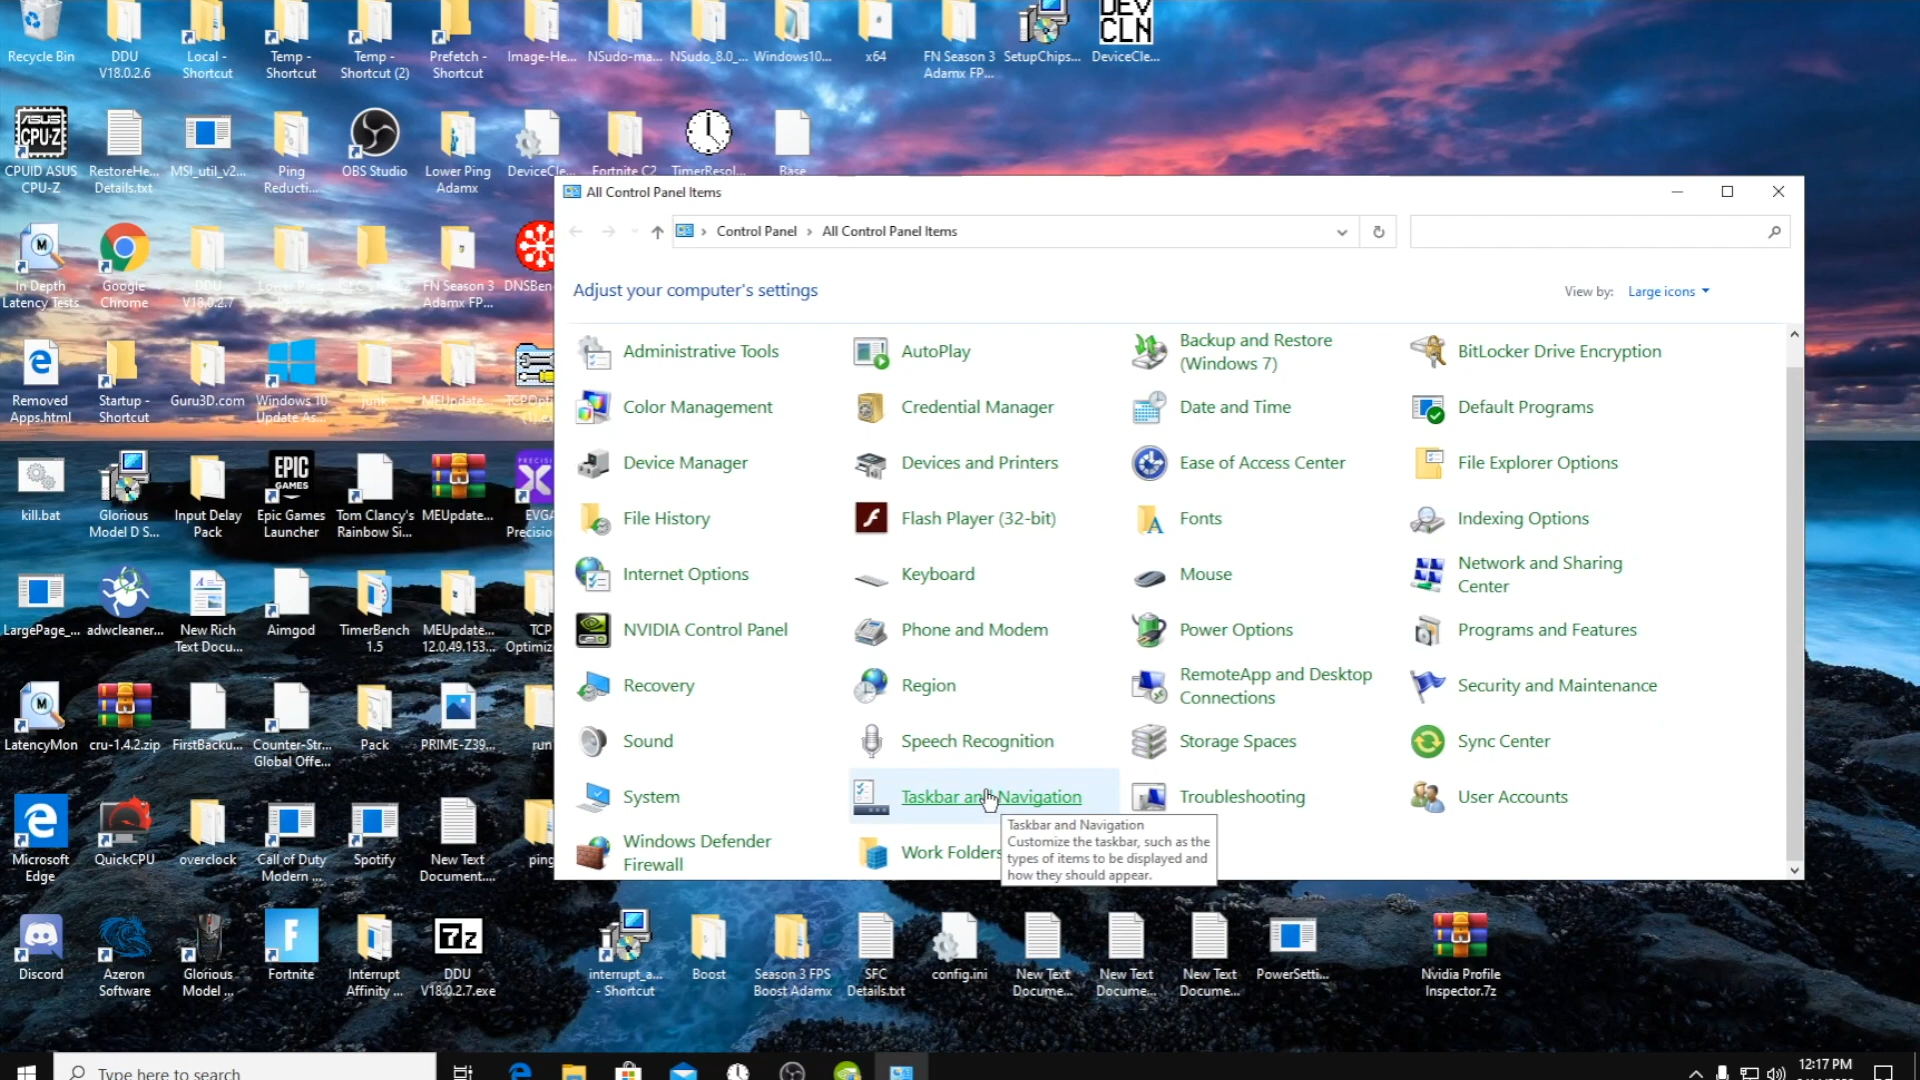 Recycle Bin
DDU
V18.0.2.6
Local -
Shortcut
Temp -
Shortcut
Temp -
Shortcut (2)
Prefetch -
Shortcut
Image-He...
NSudo-ma...
NSudo_8.0_...
Windows10...
x64
FN Season 3
Adamx FP...
SetupChips...
DEV
CLN
DeviceCle...
ASUS
CPU-Z
CPUID ASUS
CPU-Z
RestoreHe...
Details.txt
MSI_util_v2...
Ping
Reducti...
OBS Studio
Lower Ping
Adamx
DeviceCle...
Fortnite C2
TimerResol...
Base
In Depth
Latency Tests
Google
Chrome
DDU
V18.0.2.7
FN Season 3
Adamx FP...
DNSBen
Removed
Apps.html
Startup -
Shortcut
Guru3D.com
Windows 10
Update As...
Junk
MEUpdate...
TCPOpt
kill.bat
Glorious
Model D S...
Input Delay
Pack
EPIC
GAMES
Epic Games
Launcher
Tom Clancy's
Rainbow Si...
MEUpdate...
PRECIS
X
EVGA
Precision
LargePage_...
adwcleaner...
New Rich
Text Docu...
Aimgod
TimerBench
1.5
MEUpdate...
12.0.49.153...
TCP
Optimiz
LatencyMon
cru-1.4.2.zip
FirstBacku...
Counter-Str...
Global Offe...
Pack
PRIME-Z39...
run
Microsoft
Edge
QuickCPU
overclock
Call of Duty
Modern ...
Spotify
New Text
Document....
ping
Discord
Azeron
Software
Glorious
Model ...
Fortnite
Interrupt
Affinity ...
7z
DDU
V18.0.2.7.exe
interrupt_a...
- Shortcut
Boost
Season 3 FPS
Boost Adamx
SFC
Details.txt
config.ini
New Text
Docume...
New Text
Docume...
New Text
Docume...
PowerSetti...
Nvidia Profile
Inspector.7z
All Control Panel Items
Control Panel > All Control Panel Items
Adjust your computer's settings
View by: Large icons
Administrative Tools
AutoPlay
Backup and Restore
(Windows 7)
BitLocker Drive Encryption
Color Management
Credential Manager
Date and Time
Default Programs
Device Manager
Devices and Printers
Ease of Access Center
File Explorer Options
File History
Flash Player (32-bit)
Fonts
Indexing Options
Internet Options
Keyboard
Mouse
Network and Sharing
Center
NVIDIA Control Panel
Phone and Modem
Power Options
Programs and Features
Recovery
Region
RemoteApp and Desktop
Connections
Security and Maintenance
Sound
Speech Recognition
Storage Spaces
Sync Center
System
Taskbar and Navigation
Troubleshooting
User Accounts
Windows Defender
Firewall
Work Folders
Taskbar and Navigation
Customize the taskbar, such as the
types of items to be displayed and
how they should appear.
Type here to search
12:17 PM